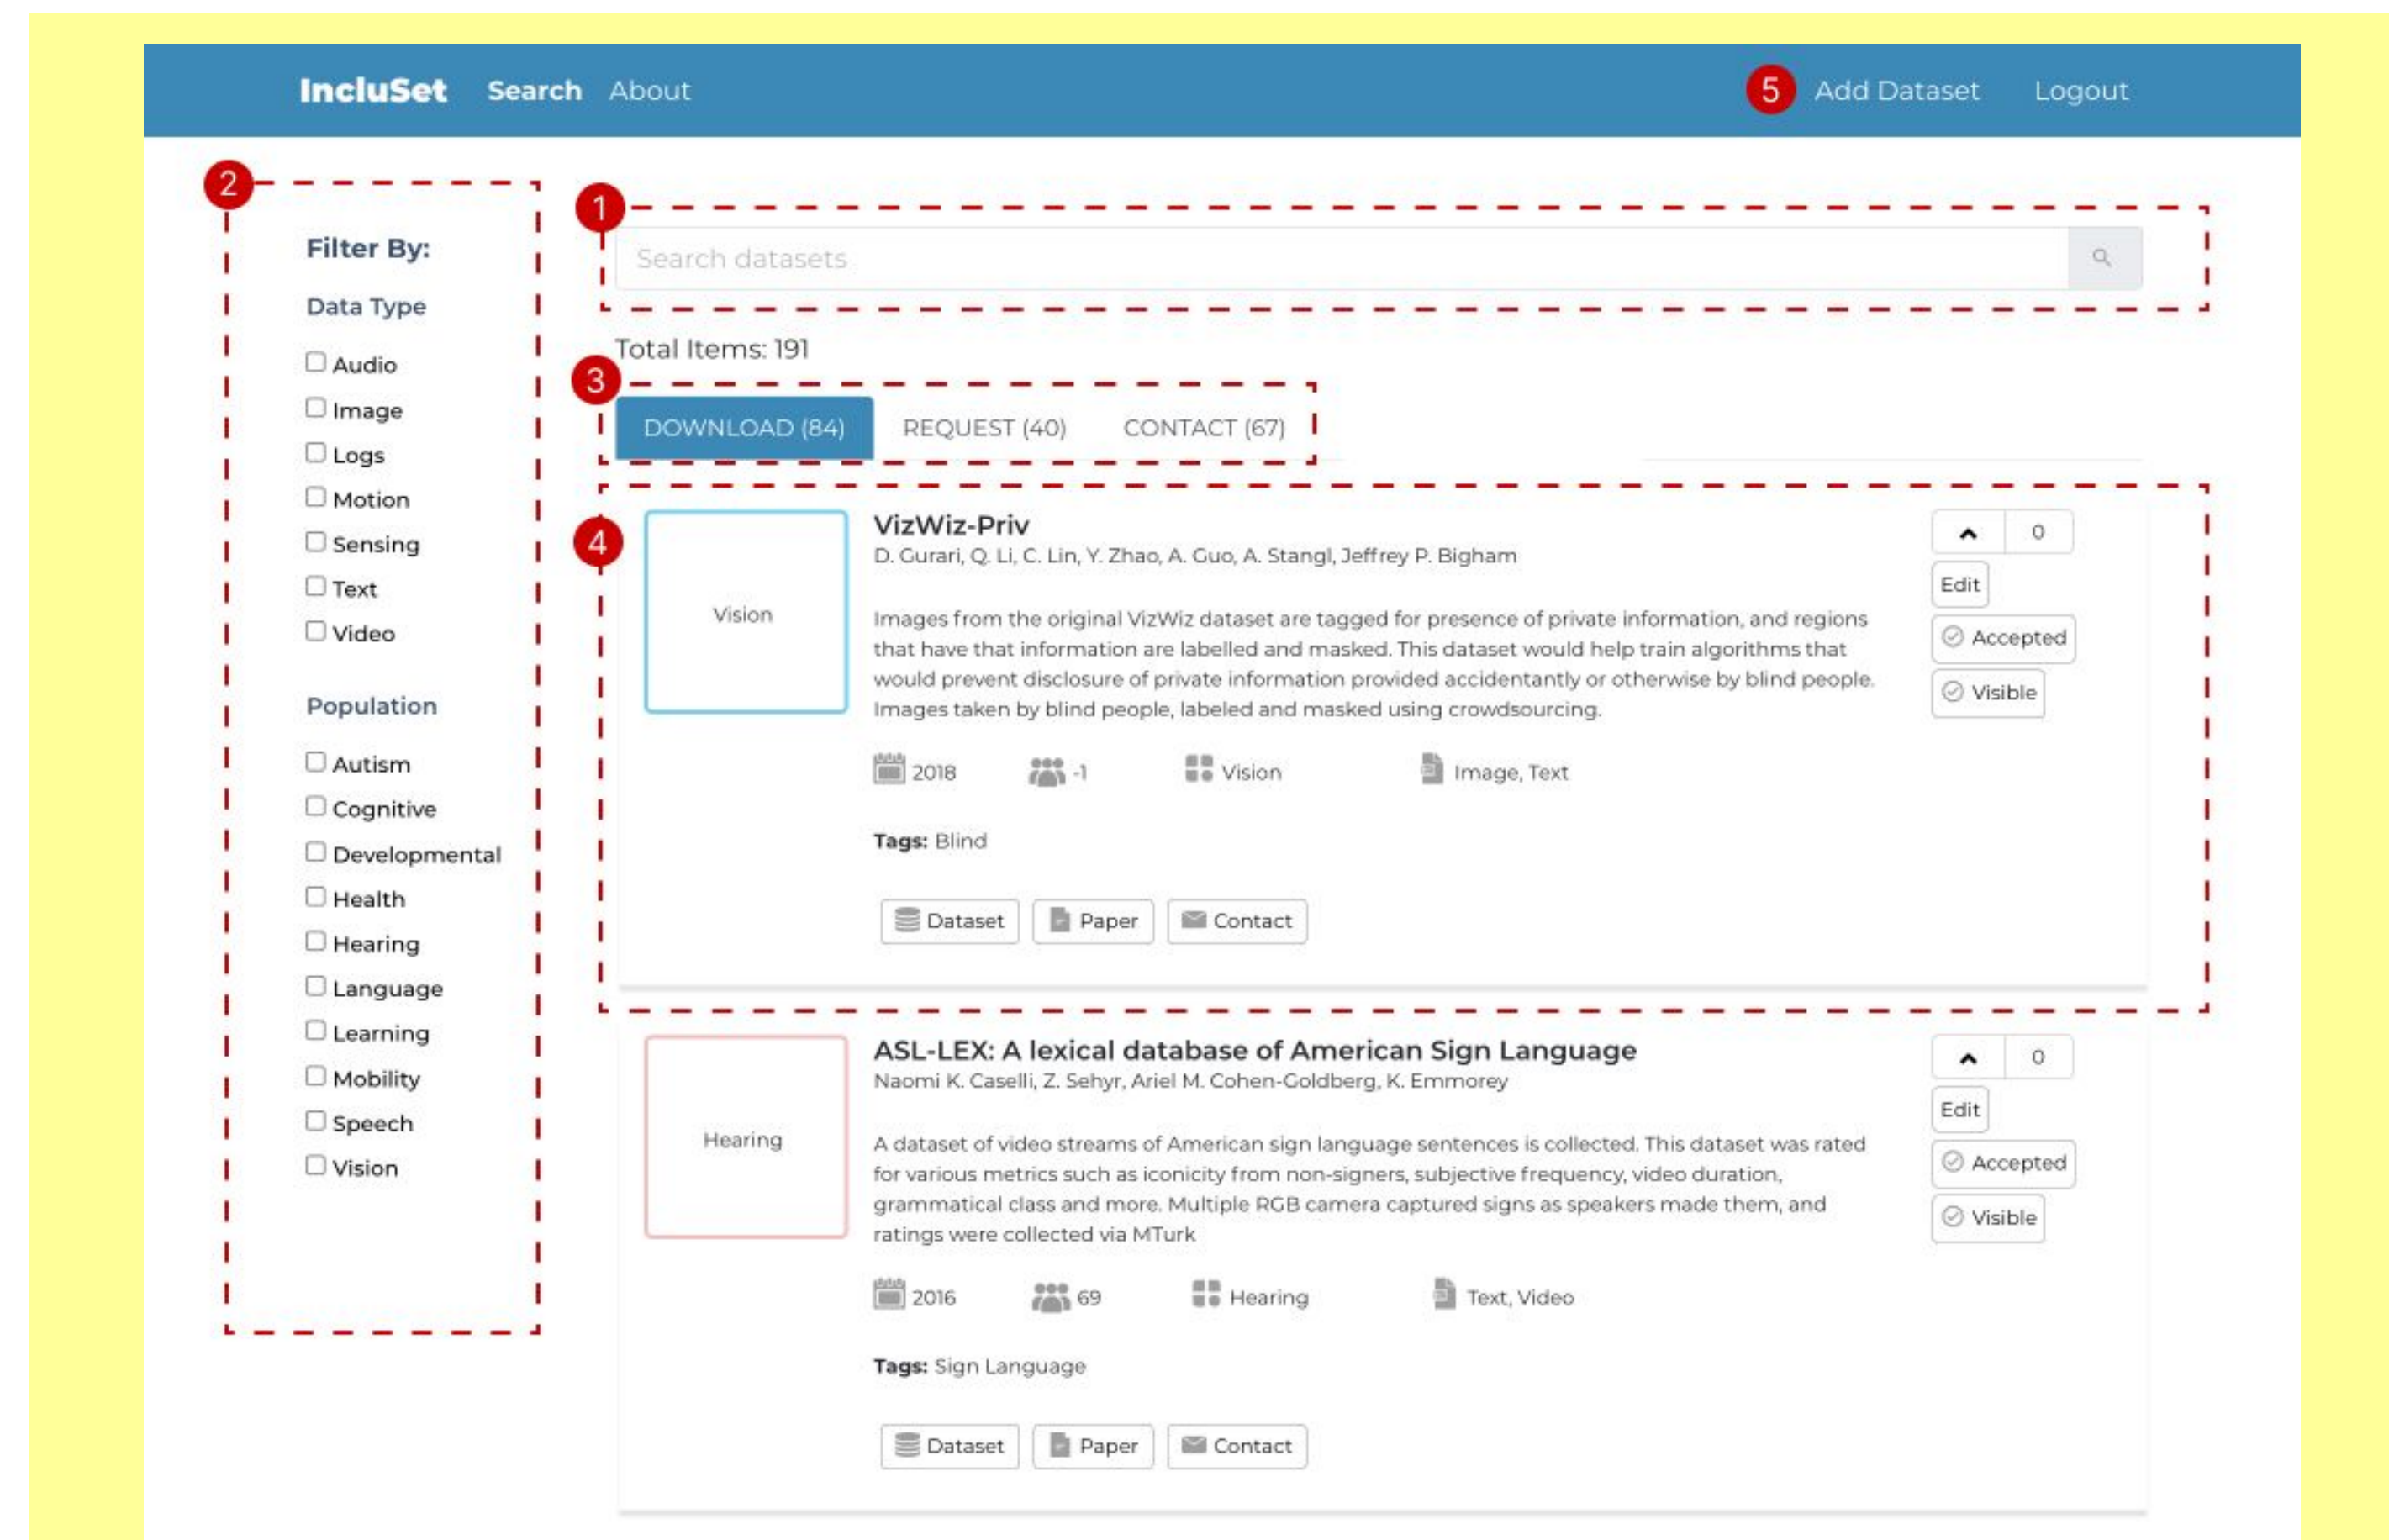 IncluSet Search About 5 Add Dataset Logout
2
Filter By:
Data Type
Audio
Image
Logs
Motion
Sensing
Text
Video
Population
Autism
Cognitive
Developmental
Health
Hearing
Language
Learning
Mobility
Speech
Vision
1
Search datasets
Total Items: 191
3
DOWNLOAD (84) REQUEST (40) CONTACT (67)
4
Vision
VizWiz-Priv
D. Gurari, Q. Li, C. Lin, Y. Zhao, A. Guo, A. Stangl, Jeffrey P. Bigham
Images from the original VizWiz dataset are tagged for presence of private information, and regions
that have that information are labelled and masked. This dataset would help train algorithms that
would prevent disclosure of private information provided accidentantly or otherwise by blind people.
Images taken by blind people, labeled and masked using crowdsourcing.
2018 -1 Vision Image, Text
Tags: Blind
Dataset Paper Contact
0
Edit
Accepted
Visible
Hearing
ASL-LEX: A lexical database of American Sign Language
Naomi K. Caselli, Z. Sehyr, Ariel M. Cohen-Goldberg, K. Emmorey
A dataset of video streams of American sign language sentences is collected. This dataset was rated
for various metrics such as iconicity from non-signers, subjective frequency, video duration,
grammatical class and more. Multiple RGB camera captured signs as speakers made them, and
ratings were collected via MTurk
2016 69 Hearing Text, Video
Tags: Sign Language
Dataset Paper Contact
0
Edit
Accepted
Visible